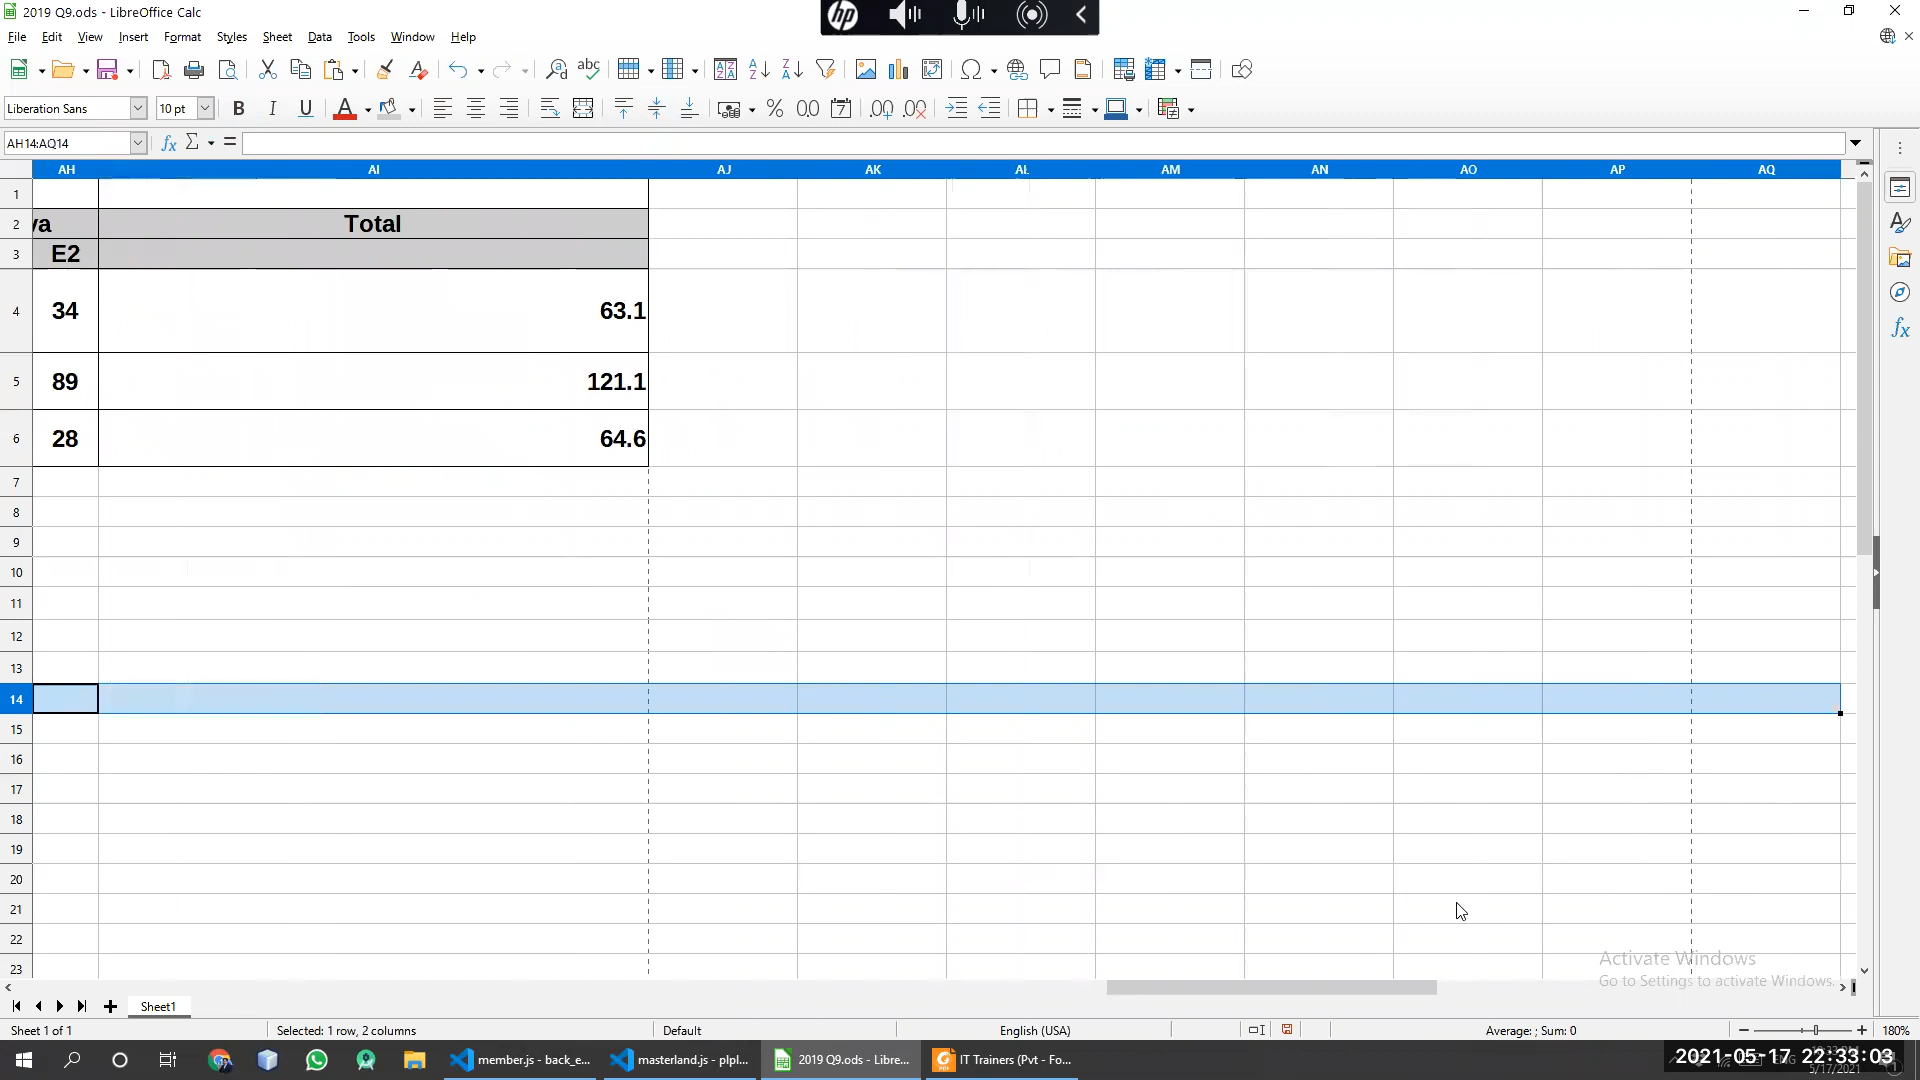 2019 Q9.ods - LibreOffice Calc
File Edit View Insert Format Styles Sheet Data Tools Window Help
Liberation Sans 10 pt
AH14:AQ14
AH AI AJ AK AL AM AN AO AP AQ
1
2 va Total
3 E2
4 34 63.1
5 89 121.1
6 28 64.6
7
8
9
10
11
12
13
14
15
16
17
18
19
20
21
22
23
Activate Windows
Go to Settings to activate Windows.
Sheet1
Sheet 1 of 1 Selected: 1 row, 2 columns Default English (USA) Average: ; Sum: 0 180%
member.js - back_e... masterland.js - plpl... 2019 Q9.ods - Libre... IT Trainers (Pvt - Fo...
2021-05-17 22:33:03
5/17/2021